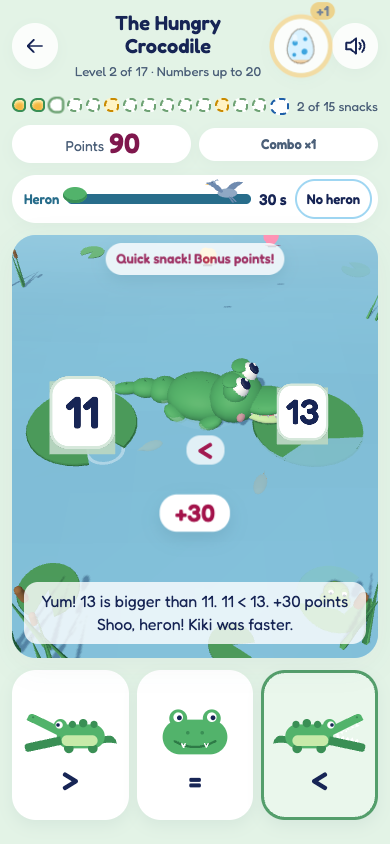 The Hungry
Crocodile
+1
Level 2 of 17 · Numbers up to 20
2 of 15 snacks
Points 90
Combo ×1
Heron
30 s
No heron
Quick snack! Bonus points!
11
13
<
+30
Yum! 13 is bigger than 11. 11 < 13. +30 points
Shoo, heron! Kiki was faster.
>
=
<